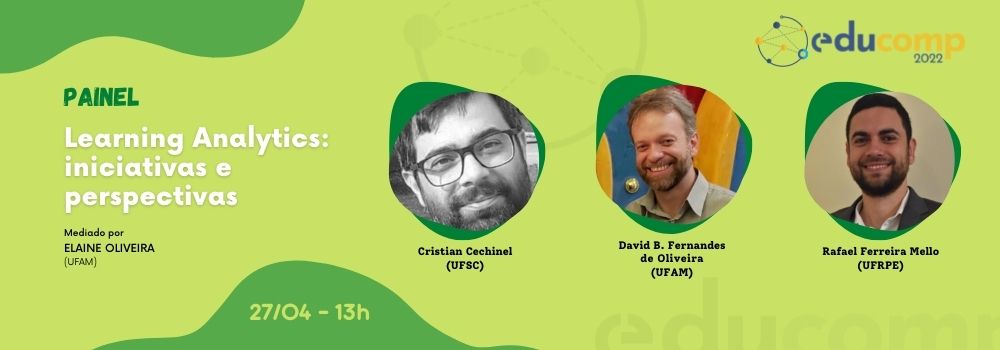 educomp
2022
PAINEL
Learning Analytics:
iniciativas e
perspectivas
Mediado por
ELAINE OLIVEIRA
(UFAM)
Cristian Cechinel
(UFSC)
David B. Fernandes
de Oliveira
(UFAM)
Rafael Ferreira Mello
(UFRPE)
27/04 - 13h
educomp